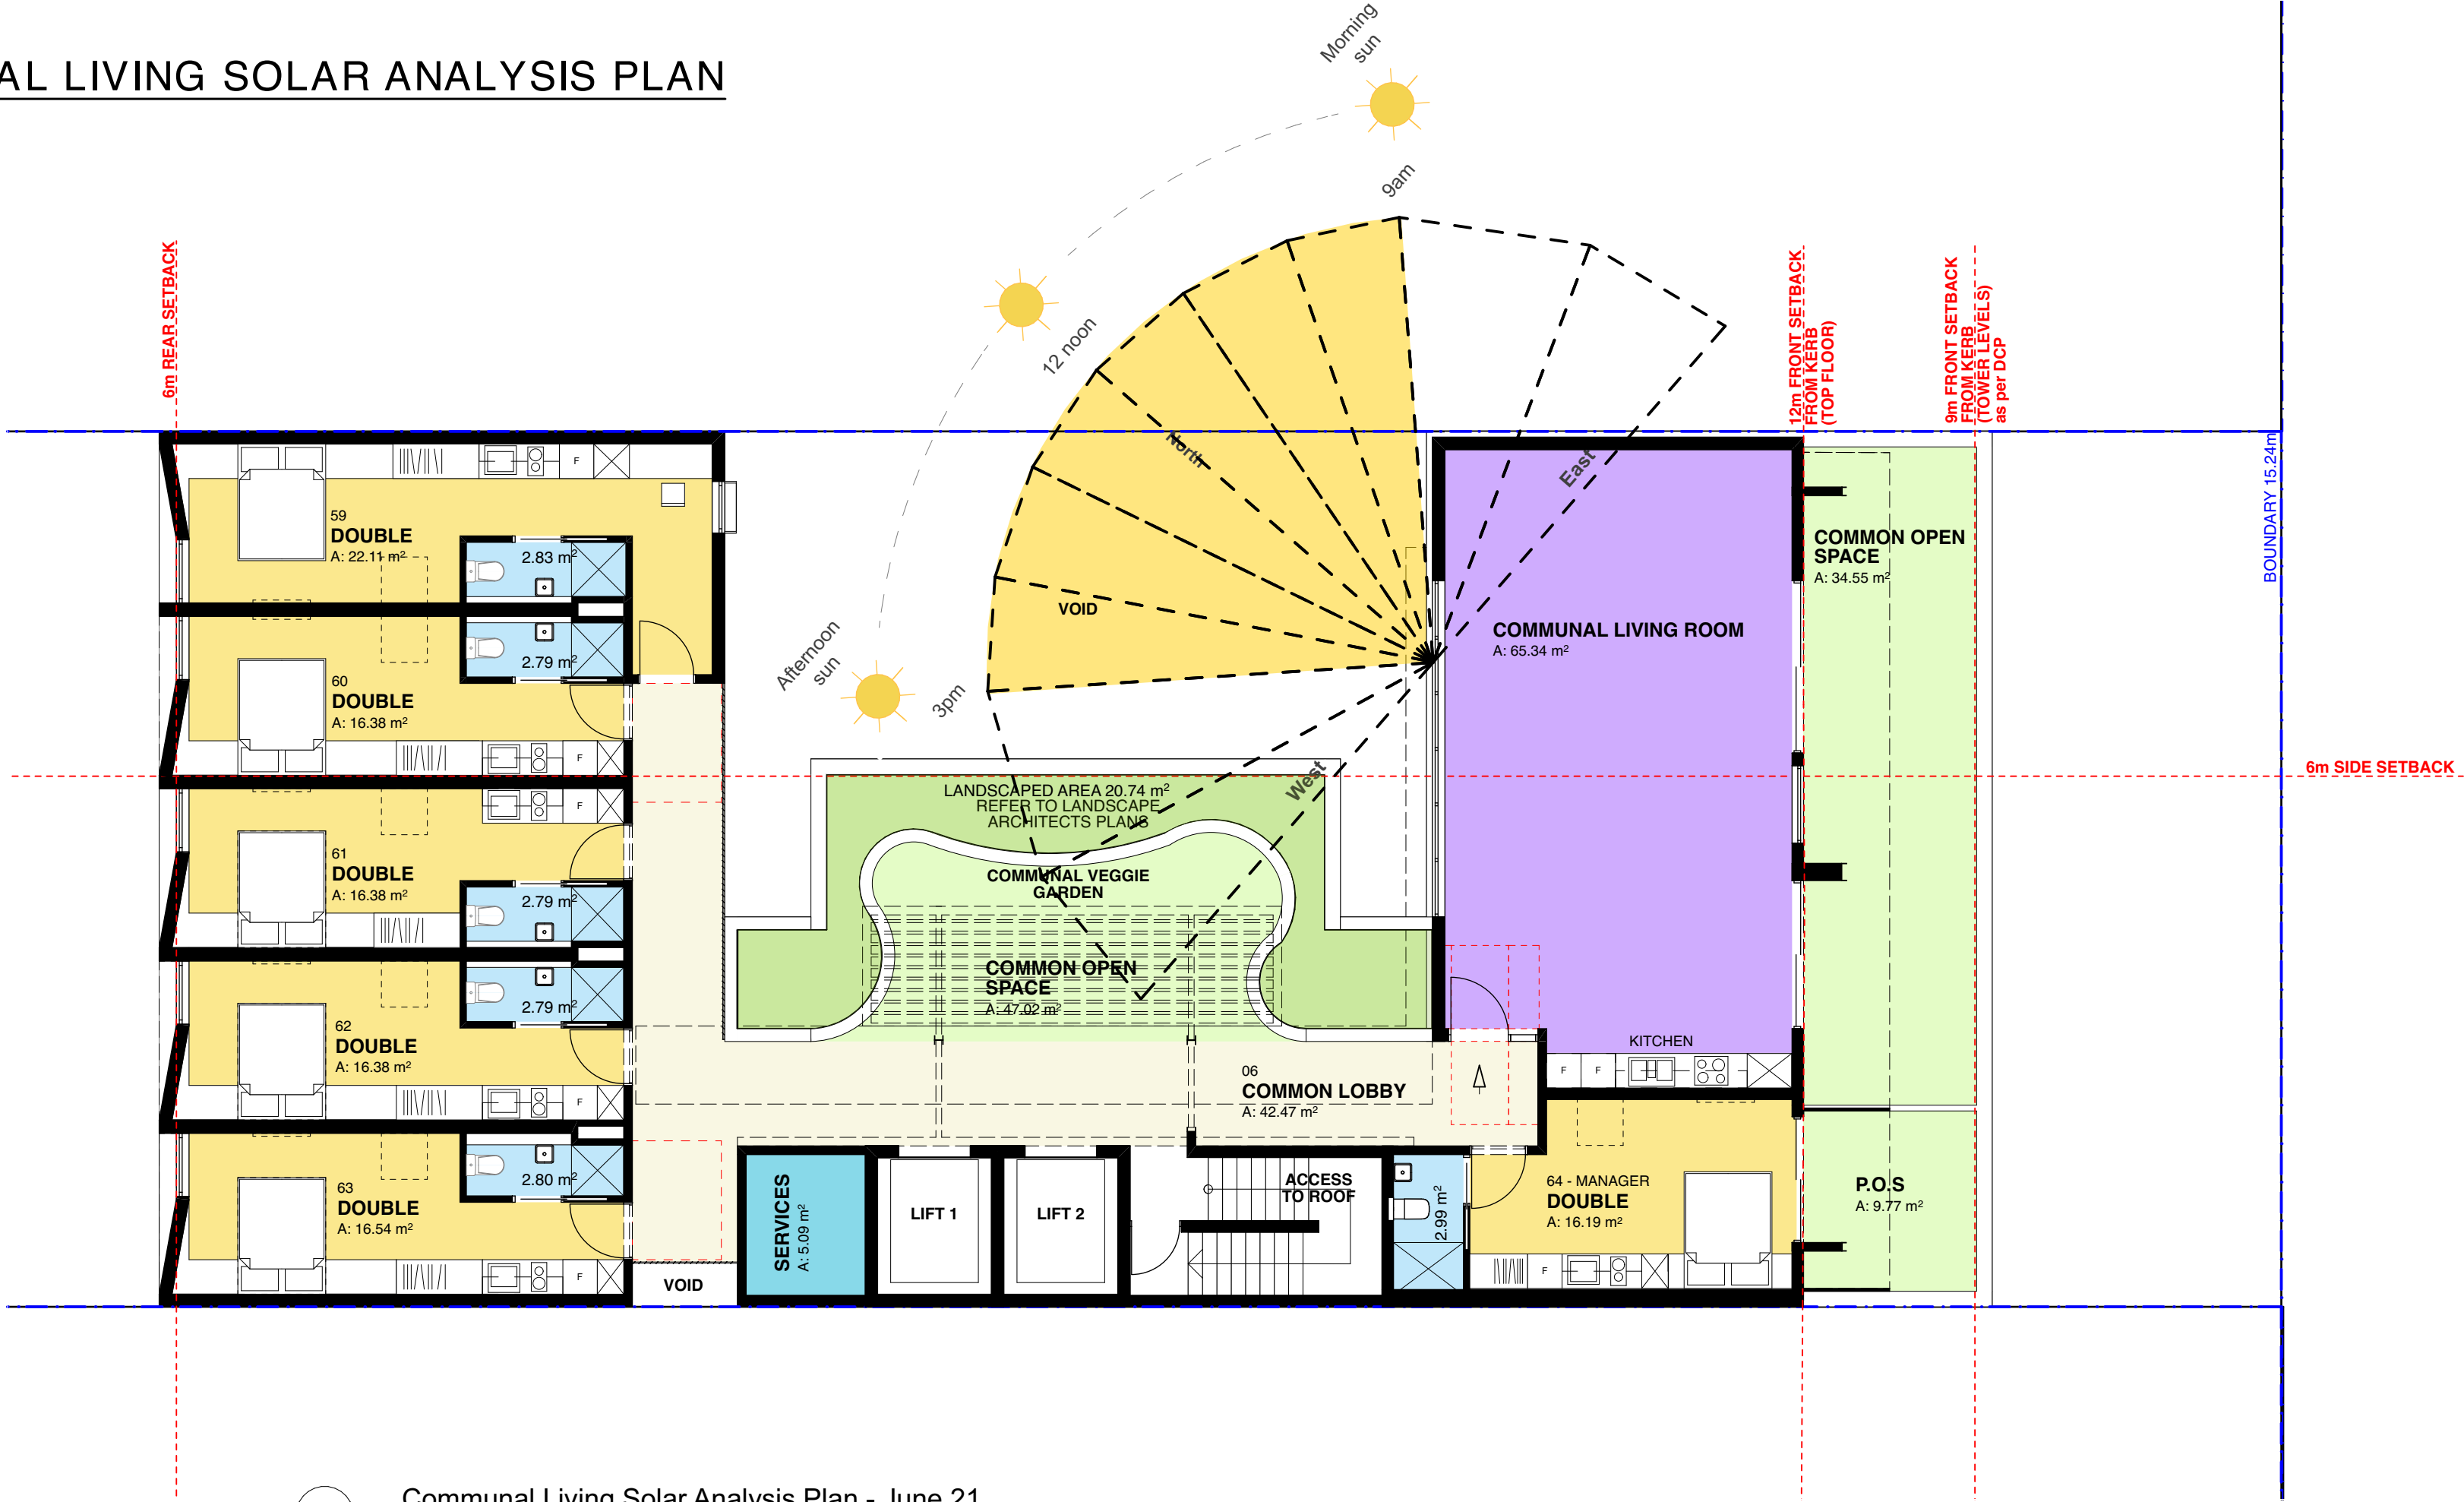 AL LIVING SOLAR ANALYSIS PLAN
Morning
sun
9am
12 noon
North
East
VOID
Afternoon
sun
3pm
West
6m REAR SETBACK
12m FRONT SETBACK
FROM KERB
(TOP FLOOR)
9m FRONT SETBACK
FROM KERB
(TOWER LEVELS)
as per DCP
BOUNDARY 15.24m
6m SIDE SETBACK
59
DOUBLE
A: 22.11 m²
2.83 m²
F
60
DOUBLE
A: 16.38 m²
2.79 m²
F
61
DOUBLE
A: 16.38 m²
2.79 m²
F
62
DOUBLE
A: 16.38 m²
2.79 m²
F
63
DOUBLE
A: 16.54 m²
2.80 m²
F
VOID
LANDSCAPED AREA 20.74 m²
REFER TO LANDSCAPE
ARCHITECTS PLANS
COMMUNAL VEGGIE
GARDEN
COMMON OPEN
SPACE
A: 47.02 m²
COMMUNAL LIVING ROOM
A: 65.34 m²
COMMON OPEN
SPACE
A: 34.55 m²
KITCHEN
F
F
06
COMMON LOBBY
A: 42.47 m²
SERVICES
A: 5.09 m²
LIFT 1
LIFT 2
ACCESS
TO ROOF
2.99 m²
64 - MANAGER
DOUBLE
A: 16.19 m²
F
P.O.S
A: 9.77 m²
Communal Living Solar Analysis Plan - June 21